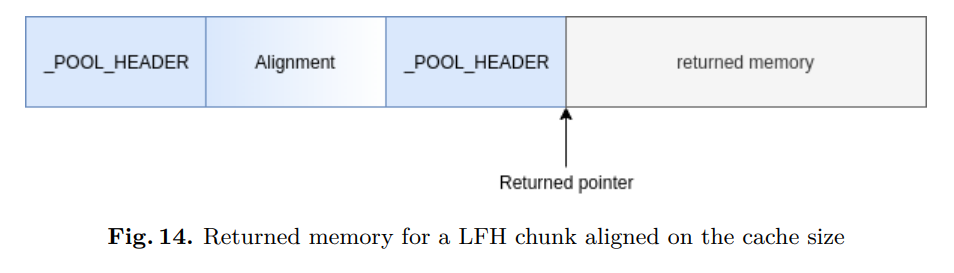 _POOL_HEADER Alignment _POOL_HEADER returned memory
Returned pointer
Fig. 14. Returned memory for a LFH chunk aligned on the cache size